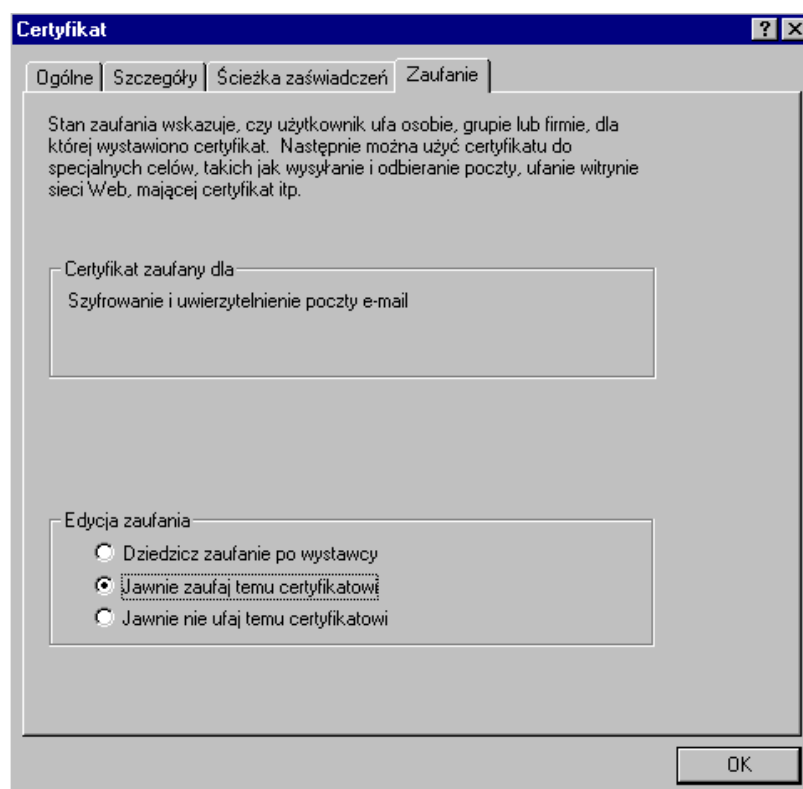 Certyfikat
Ogólne Szczegóły Ścieżka zaświadczeń Zaufanie
Stan zaufania wskazuje, czy użytkownik ufa osobie, grupie lub firmie, dla
której wystawiono certyfikat. Następnie można użyć certyfikatu do
specjalnych celów, takich jak wysyłanie i odbieranie poczty, ufanie witrynie
sieci Web, mającej certyfikat itp.
Certyfikat zaufany dla
Szyfrowanie i uwierzytelnienie poczty e-mail
Edycja zaufania
Dziedzicz zaufanie po wystawcy
Jawnie zaufaj temu certyfikatowi
Jawnie nie ufaj temu certyfikatowi
OK